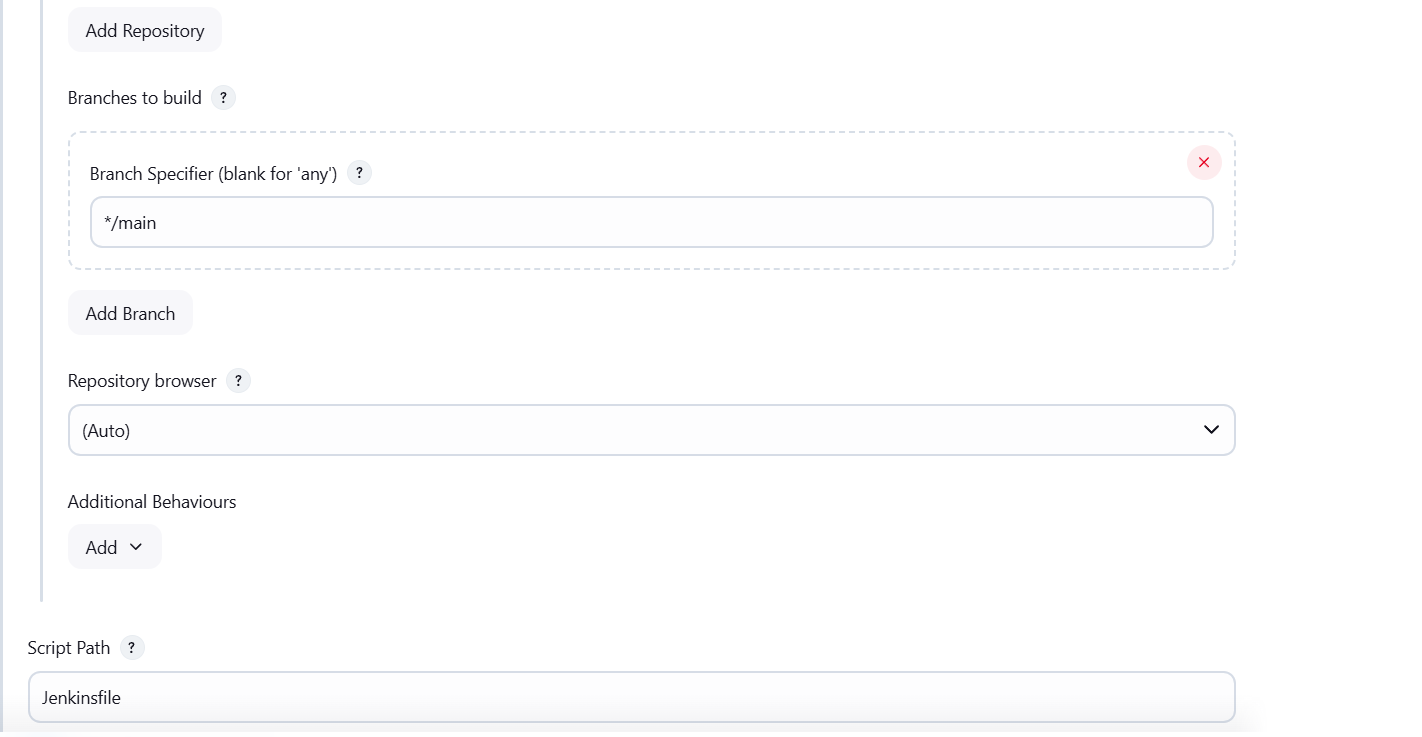 Add Repository
Branches to build ?
Branch Specifier (blank for 'any') ?
*/main
Add Branch
Repository browser ?
(Auto)
Additional Behaviours
Add
Script Path ?
Jenkinsfile